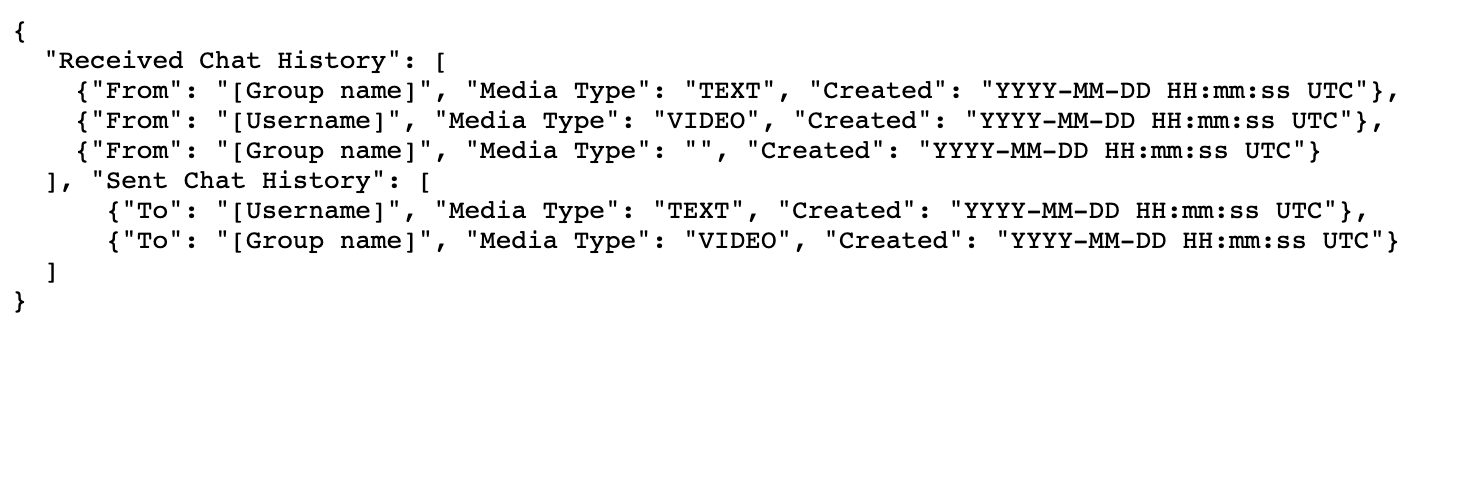 {
  "Received Chat History": [
    {"From": "[Group name]", "Media Type": "TEXT", "Created": "YYYY-MM-DD HH:mm:ss UTC"},
    {"From": "[Username]", "Media Type": "VIDEO", "Created": "YYYY-MM-DD HH:mm:ss UTC"},
    {"From": "[Group name]", "Media Type": "", "Created": "YYYY-MM-DD HH:mm:ss UTC"}
  ], "Sent Chat History": [
      {"To": "[Username]", "Media Type": "TEXT", "Created": "YYYY-MM-DD HH:mm:ss UTC"},
      {"To": "[Group name]", "Media Type": "VIDEO", "Created": "YYYY-MM-DD HH:mm:ss UTC"}
  ]
}